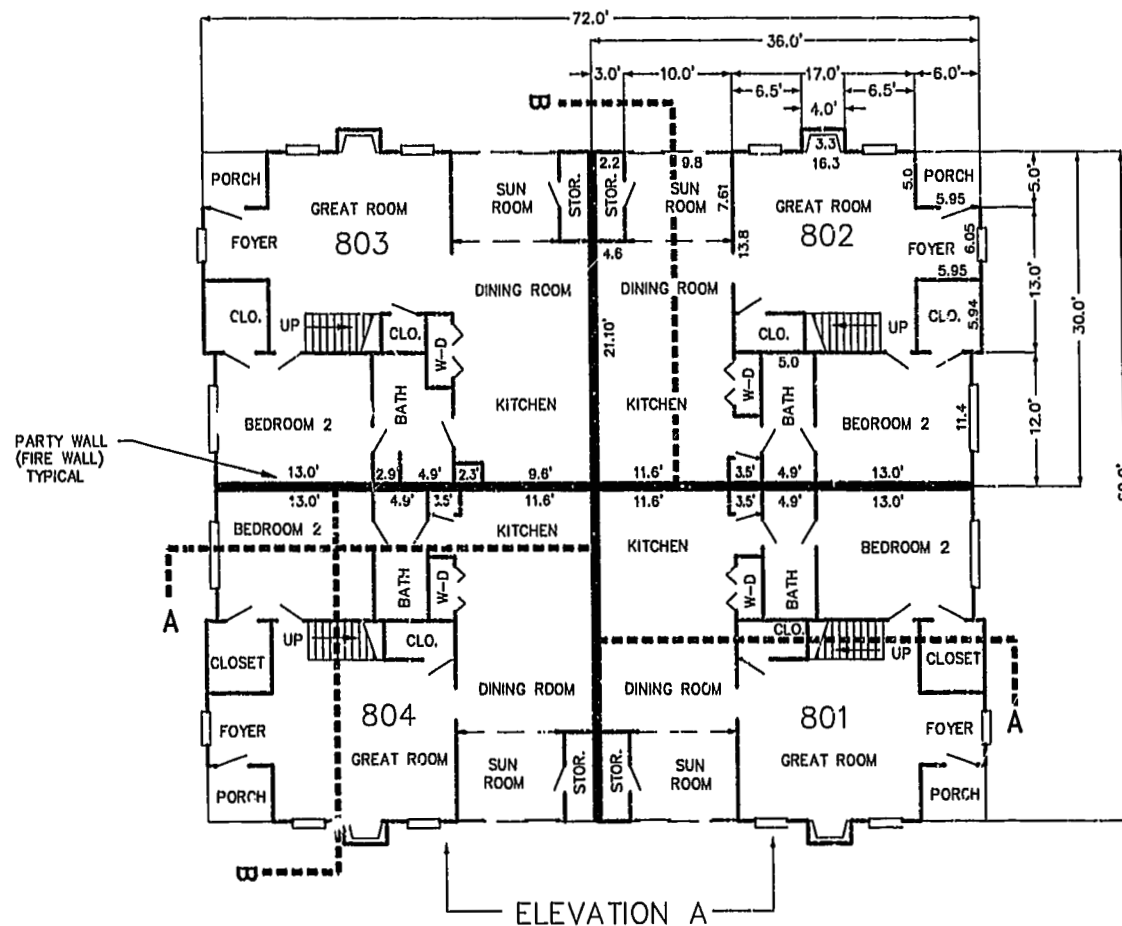 72.0'
36.0'
3.0' 10.0' 17.0' 6.0'
6.5' 4.0' 6.5'
B
3.3
16.3
2.2 9.8
PORCH
SUN ROOM
STOR.
STOR.
SUN ROOM
7.61
5.0
PORCH
5.95
5.0'
GREAT ROOM
803
FOYER
4.6
13.8
GREAT ROOM
802
FOYER
6.05
5.95
13.0'
30.0'
DINING ROOM
DINING ROOM
CLO.
UP
CLO.
W-D
21.10'
CLO.
UP
CLO.
5.94
5.0
W-D
BATH
BATH
KITCHEN
KITCHEN
BEDROOM 2
BEDROOM 2
11.4
12.0'
PARTY WALL
(FIRE WALL)
TYPICAL
13.0' 2.9' 4.9' 2.3' 9.6' 11.6' 3.5' 4.9' 13.0'
13.0' 4.9' 3.5' 11.6' 11.6' 3.5' 4.9' 13.0'
BEDROOM 2
KITCHEN
KITCHEN
BEDROOM 2
A
BATH
W-D
W-D
BATH
UP
CLO.
CLO.
UP
CLOSET
CLOSET
DINING ROOM
DINING ROOM
A
FOYER
804
GREAT ROOM
801
GREAT ROOM
FOYER
SUN ROOM
STOR.
STOR.
SUN ROOM
PORCH
PORCH
B
ELEVATION A